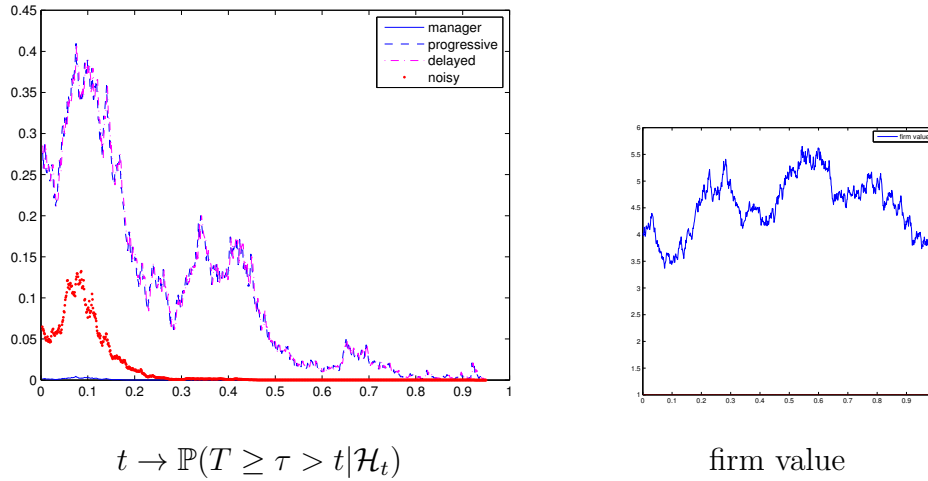 0.45
0.4
0.35
0.3
0.25
0.2
0.15
0.1
0.05
0
0 0.1 0.2 0.3 0.4 0.5 0.6 0.7 0.8 0.9 1
manager
progressive
delayed
noisy
t → ℙ(T ≥ τ > t|ℋ_t)
6
5.5
5
4.5
4
3.5
3
2.5
2
1.5
1
0 0.1 0.2 0.3 0.4 0.5 0.6 0.7 0.8 0.9
firm value
firm value